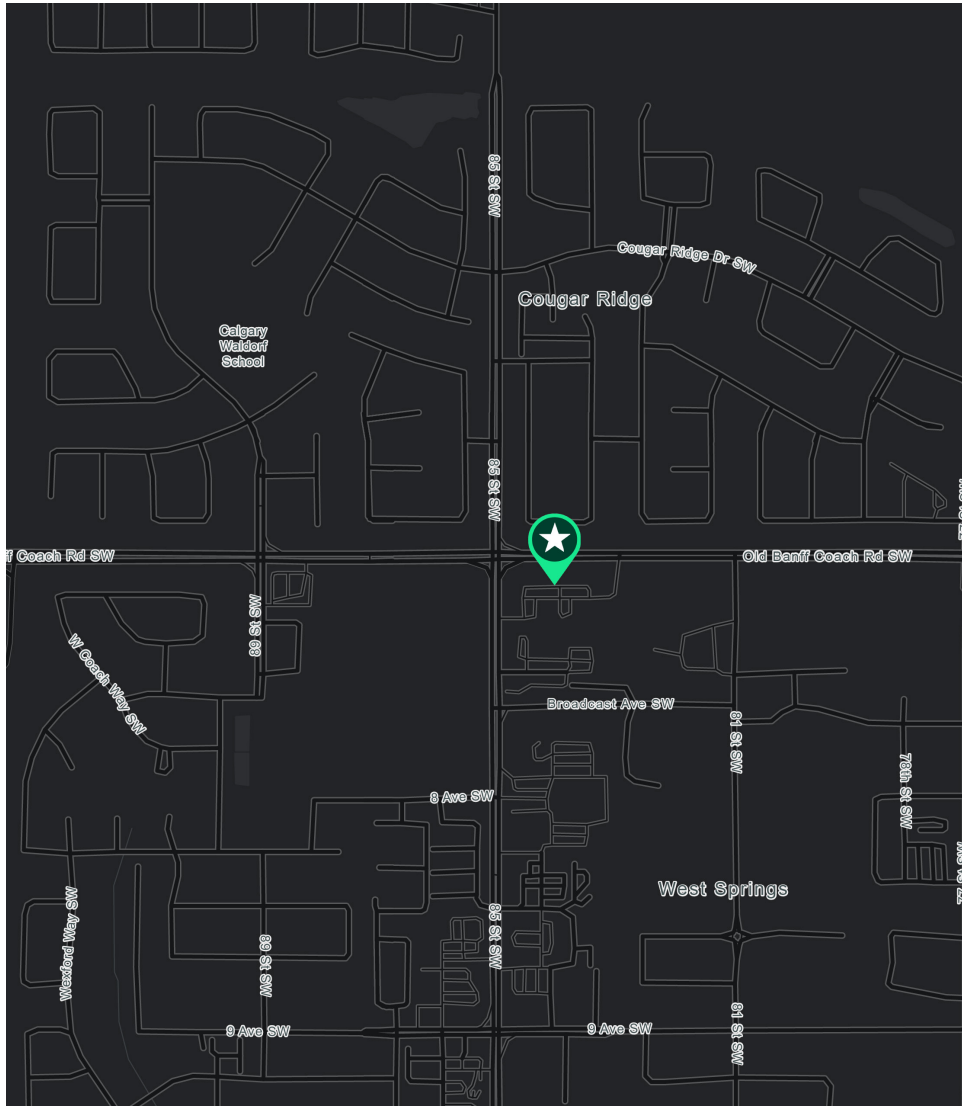 85 St SW
Cougar Ridge Dr SW
Cougar Ridge
Calgary
Waldorf
School
85 St SW
ff Coach Rd SW
Old Banff Coach Rd SW
89 St SW
W Coach Way SW
Broadcast Ave SW
81 St SW
78th St SW
8 Ave SW
West Springs
Wexford Way SW
85 St SW
89 St SW
9 Ave SW
9 Ave SW
81 St SW